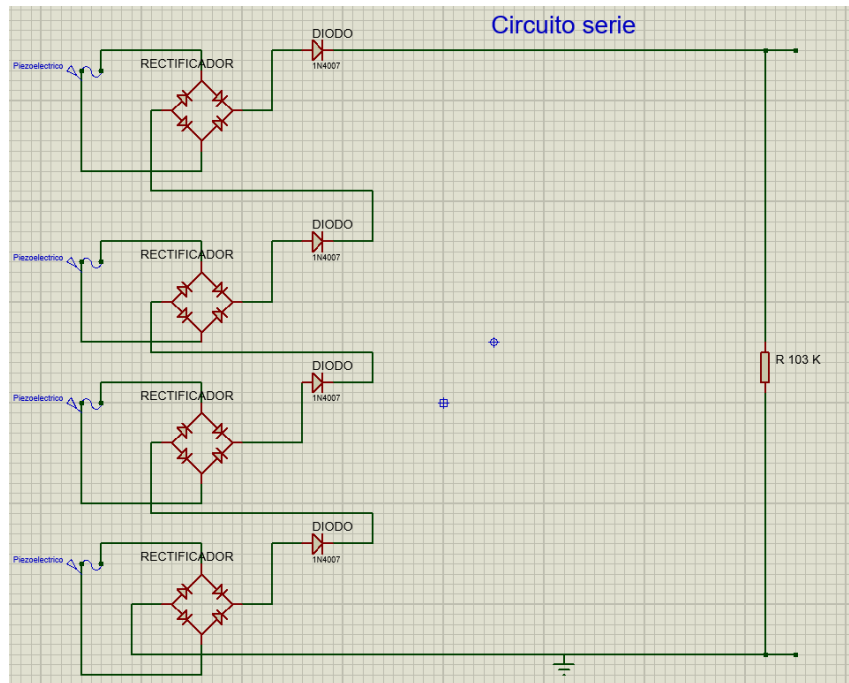 Circuito serie
DIODO
Piezoelectrico
RECTIFICADOR
1N4007
DIODO
Piezoelectrico
RECTIFICADOR
1N4007
R 103 K
DIODO
Piezoelectrico
RECTIFICADOR
1N4007
DIODO
Piezoelectrico
RECTIFICADOR
1N4007